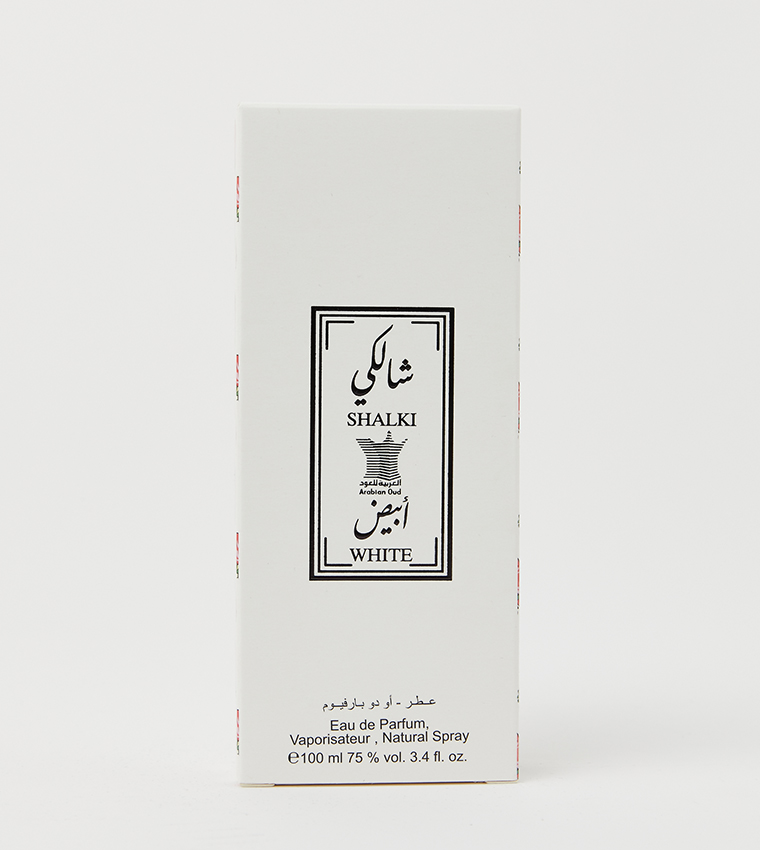 شالكي
SHALKI
العربية للعود
Arabian Oud
أبيض
WHITE
عطر - أو دو بارفيوم
Eau de Parfum,
Vaporisateur , Natural Spray
℮100 ml 75 % vol. 3.4 fl. oz.